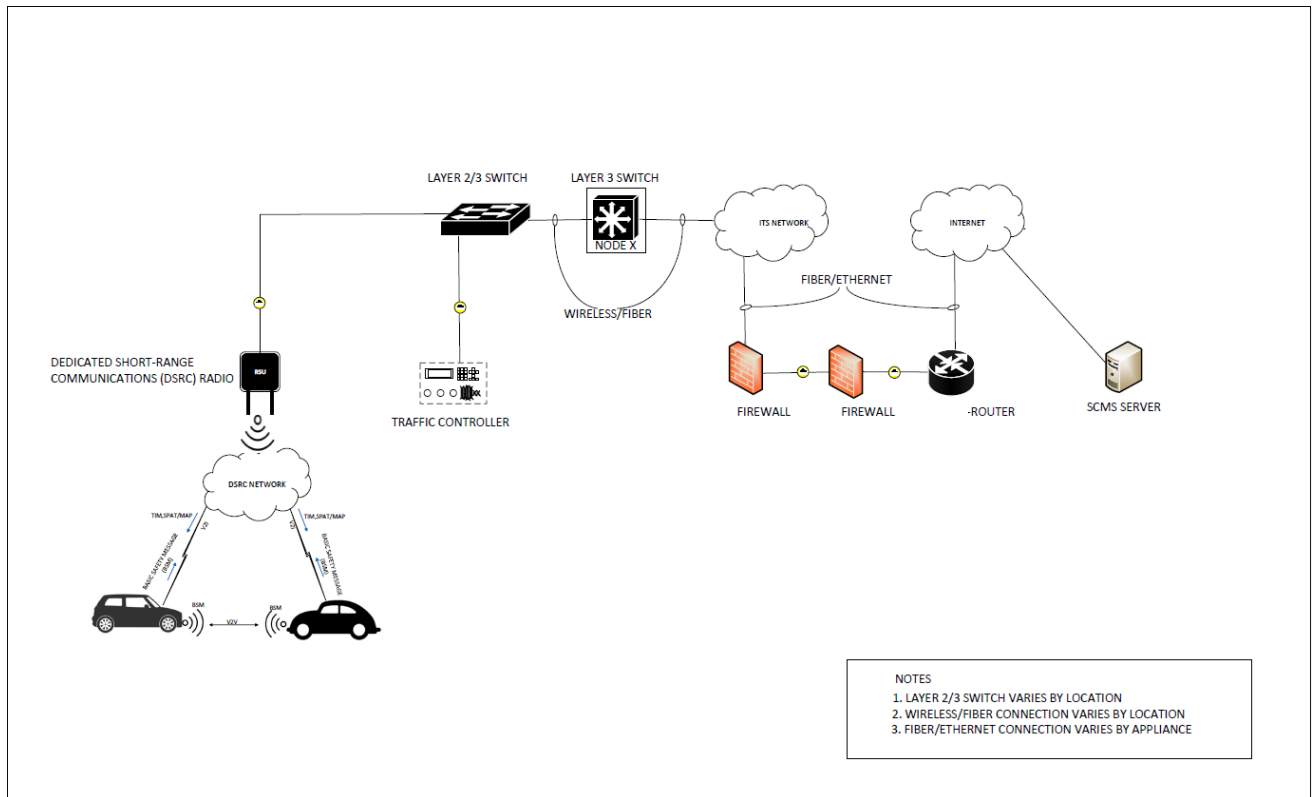 LAYER 2/3 SWITCH
LAYER 3 SWITCH
NODE X
ITS NETWORK
INTERNET
FIBER/ETHERNET
WIRELESS/FIBER
DEDICATED SHORT-RANGE
COMMUNICATIONS (DSRC) RADIO
RSU
TRAFFIC CONTROLLER
FIREWALL
FIREWALL
-ROUTER
SCMS SERVER
DSRC NETWORK
TIM,SPAT/MAP
V2I
BASIC SAFETY MESSAGE
(BSM)
TIM,SPAT/MAP
V2I
BASIC SAFETY MESSAGE
(BSM)
BSM
V2V
BSM
NOTES
1. LAYER 2/3 SWITCH VARIES BY LOCATION
2. WIRELESS/FIBER CONNECTION VARIES BY LOCATION
3. FIBER/ETHERNET CONNECTION VARIES BY APPLIANCE